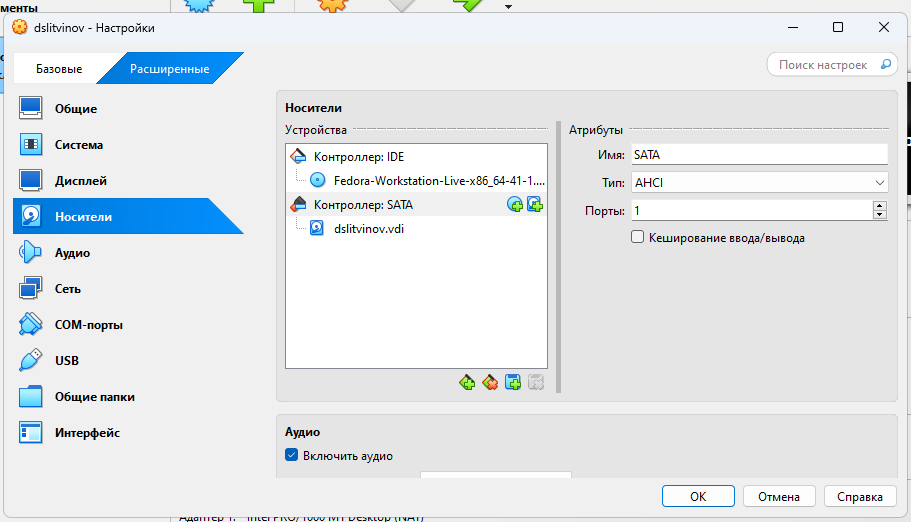 менты
dslitvinov - Настройки
Базовые
Расширенные
Поиск настроек
Общие
Система
Дисплей
Носители
Аудио
Сеть
COM-порты
USB
Общие папки
Интерфейс
Носители
Устройства
Контроллер: IDE
Fedora-Workstation-Live-x86_64-41-1....
Контроллер: SATA
dslitvinov.vdi
Атрибуты
Имя: SATA
Тип: AHCI
Порты: 1
Кеширование ввода/вывода
Аудио
Включить аудио
OK
Отмена
Справка
Адаптер 1: Intel PRO/1000 MT Desktop (NAT)